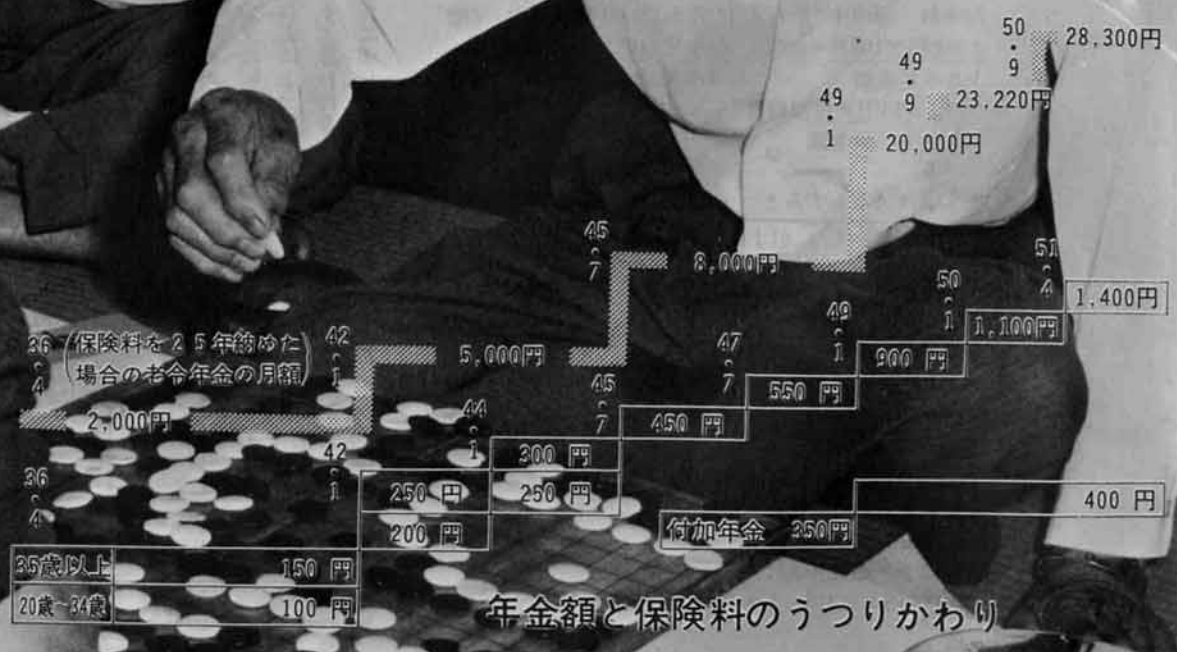 50・9
28,300円
49・9
23,220円
49・1
20,000円
45・7
8,000円
36・4
(保険料を25年納めた
場合の老令年金の月額)
42・1
5,000円
2,000円
51・4
1,400円
50・1
1,100円
49・1
900円
47・7
550円
45・7
450円
44・1
300円
42・1
250円
250円
200円
36・4
35歳以上 150円
20歳~34歳 100円
付加年金 350円
400円
年金額と保険料のうつりかわり